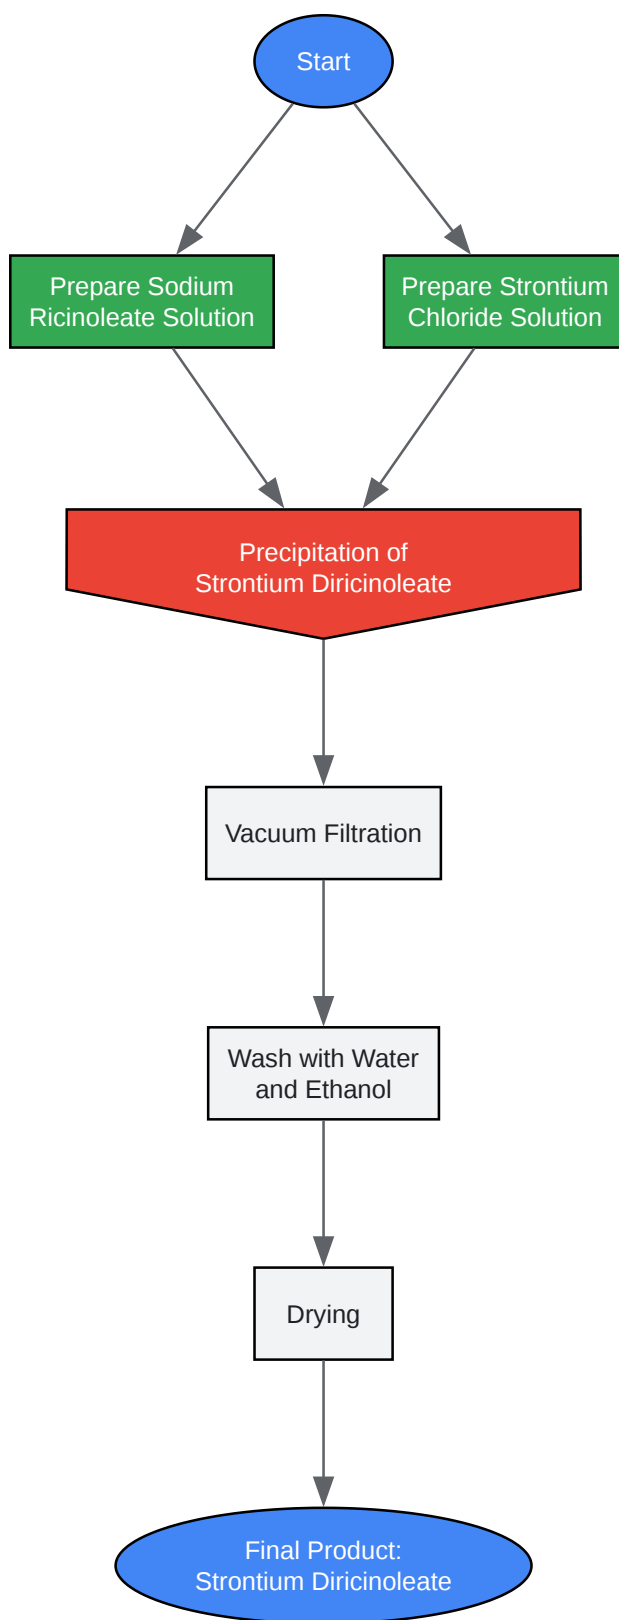 Start
Prepare Sodium
Ricinoleate Solution
Prepare Strontium
Chloride Solution
Precipitation of
Strontium Diricinoleate
Vacuum Filtration
Wash with Water
and Ethanol
Drying
Final Product:
Strontium Diricinoleate